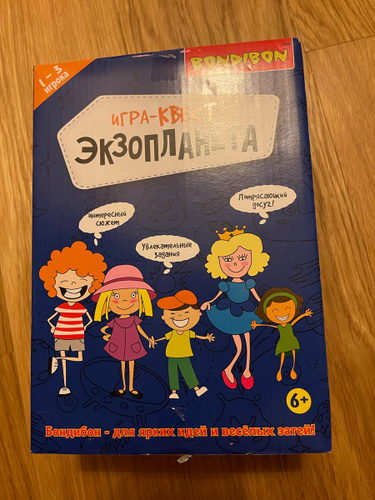 1 – 3
игрока
BONDIBON
ИГРА-КВЕСТ
ЭКЗОПЛАНЕТА
Интересный
сюжет
Увлекательные
задания
Потрясающий
досуг!
6+
Бондибон - для ярких идей и весёлых затей!